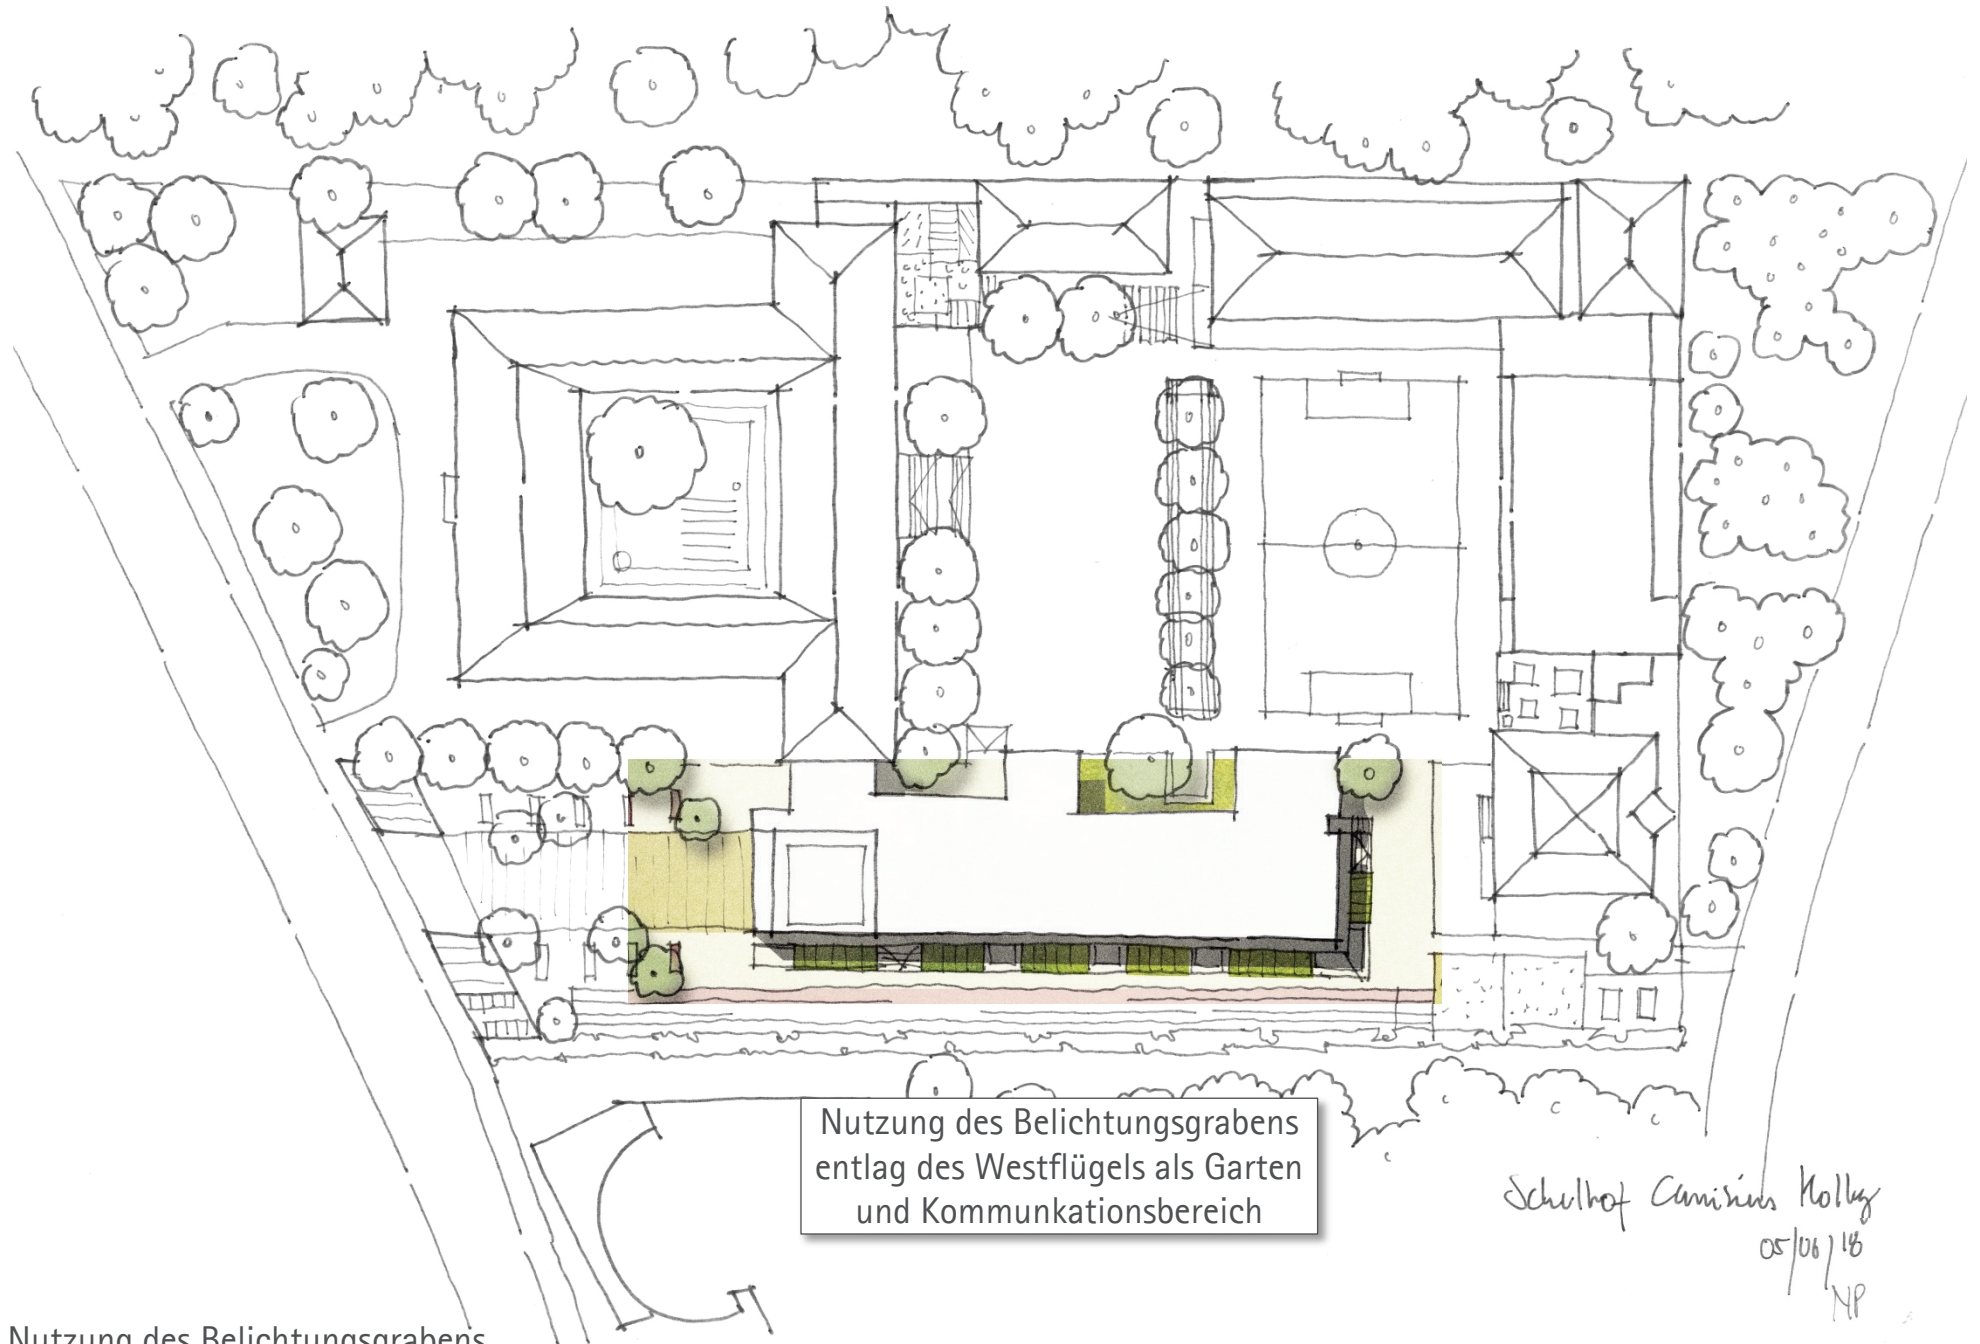 Nutzung des Belichtungsgrabens
entlag des Westflügels als Garten
und Kommunkationsbereich
Schulhof Canisius Kolleg
05/06/18
NP
Nutzung des Belichtungsgrabens